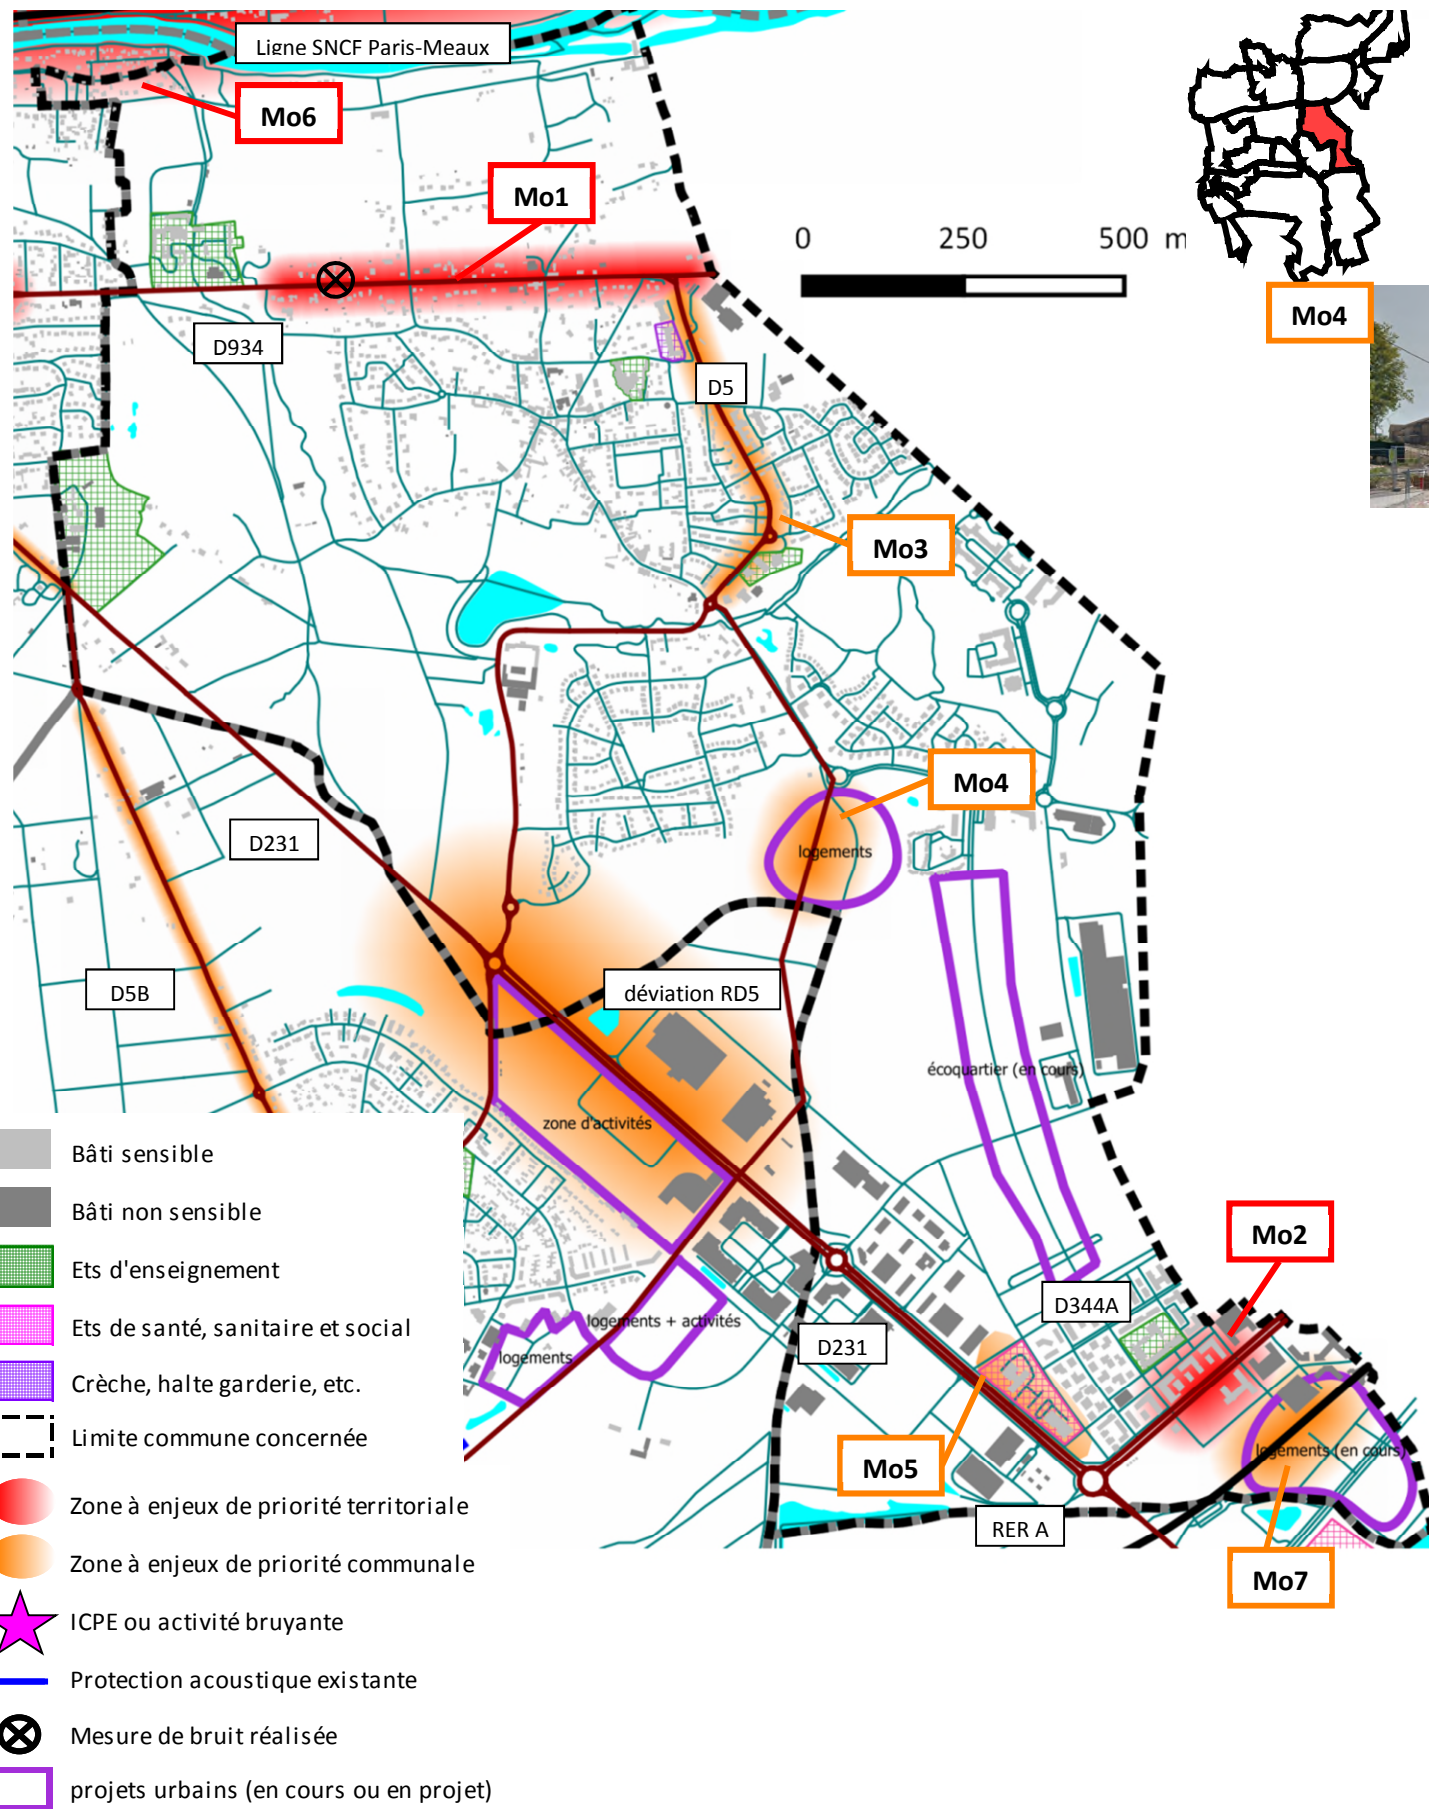 Ligne SNCF Paris-Meaux
Mo6
Mo1
0 250 500 m
Mo4
D934
D5
Mo3
Mo4
logements
D231
D5B
déviation RD5
écoquartier (en cours)
zone d'activités
Mo2
D344A
logements + activités
logements
D231
logements (en cours)
Mo5
RER A
Mo7
Bâti sensible
Bâti non sensible
Ets d'enseignement
Ets de santé, sanitaire et social
Crèche, halte garderie, etc.
Limite commune concernée
Zone à enjeux de priorité territoriale
Zone à enjeux de priorité communale
ICPE ou activité bruyante
Protection acoustique existante
Mesure de bruit réalisée
projets urbains (en cours ou en projet)